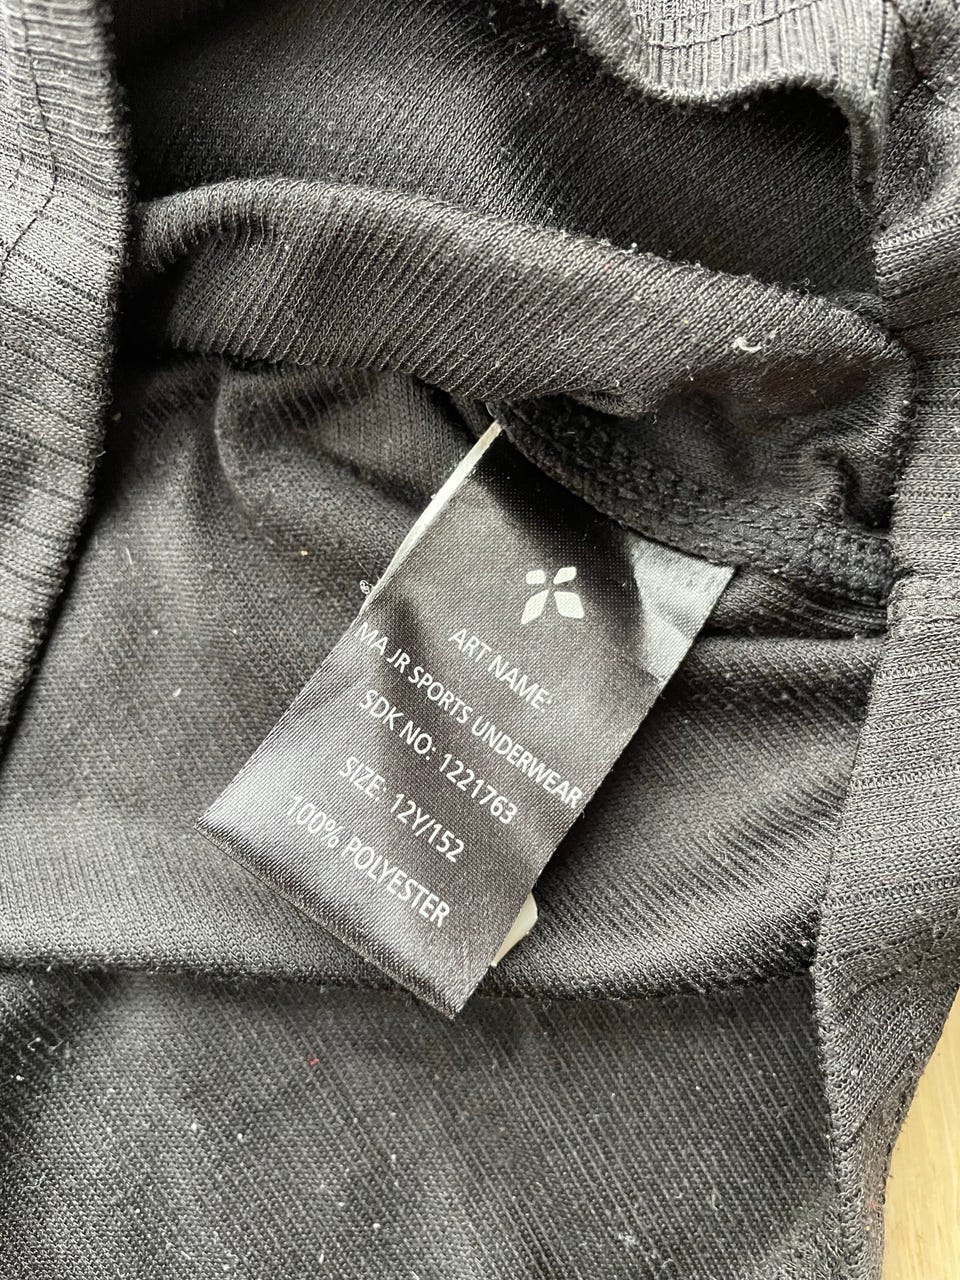 ART NAME:
MA JR SPORTS UNDERWEAR
SDK NO: 1221763
SIZE: 12Y/152
100% POLYESTER